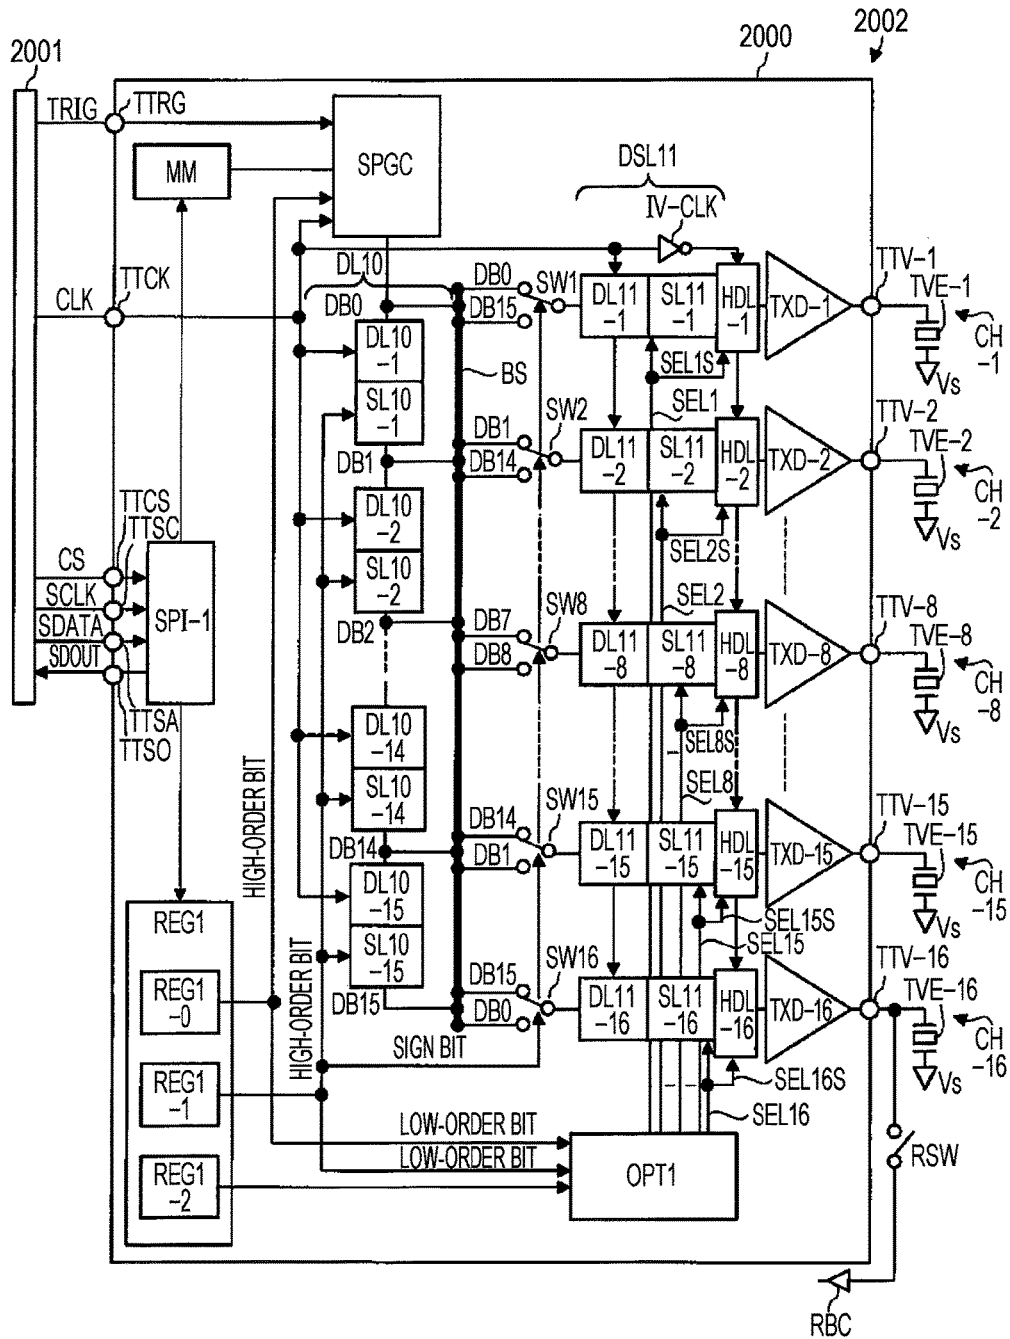 2002
2001
2000
TRIG
TTRG
SPGC
MM
DSL11
IV-CLK
TTCK
CLK
DL10
DB0
DB0
DB15
SW1
DL11
-1
SL11
-1
HDL
-1
TXD-1
TTV-1
TVE-1
CH
-1
Vs
DL10
-1
SL10
-1
BS
SEL1S
SEL1
DB1
DB1
DB14
SW2
DL11
-2
SL11
-2
HDL
-2
TXD-2
TTV-2
TVE-2
CH
-2
Vs
DL10
-2
SL10
-2
SEL2S
SEL2
TTCS
TTSC
CS
SCLK
SDATA
SDOUT
SPI-1
TTSA
TTSO
DB2
DB7
DB8
SW8
DL11
-8
SL11
-8
HDL
-8
TXD-8
TTV-8
TVE-8
CH
-8
Vs
SEL8S
SEL8
DL10
-14
SL10
-14
DB14
DB14
DB1
SW15
DL11
-15
SL11
-15
HDL
-15
TXD-15
TTV-15
TVE-15
CH
-15
Vs
DL10
-15
SL10
-15
SEL15S
SEL15
HIGH-ORDER BIT
HIGH-ORDER BIT
REG1
REG1
-0
REG1
-1
REG1
-2
DB15
DB15
DB0
SW16
DL11
-16
SL11
-16
HDL
-16
TXD-16
TTV-16
TVE-16
CH
-16
Vs
SIGN BIT
SEL16S
SEL16
LOW-ORDER BIT
LOW-ORDER BIT
OPT1
RSW
RBC